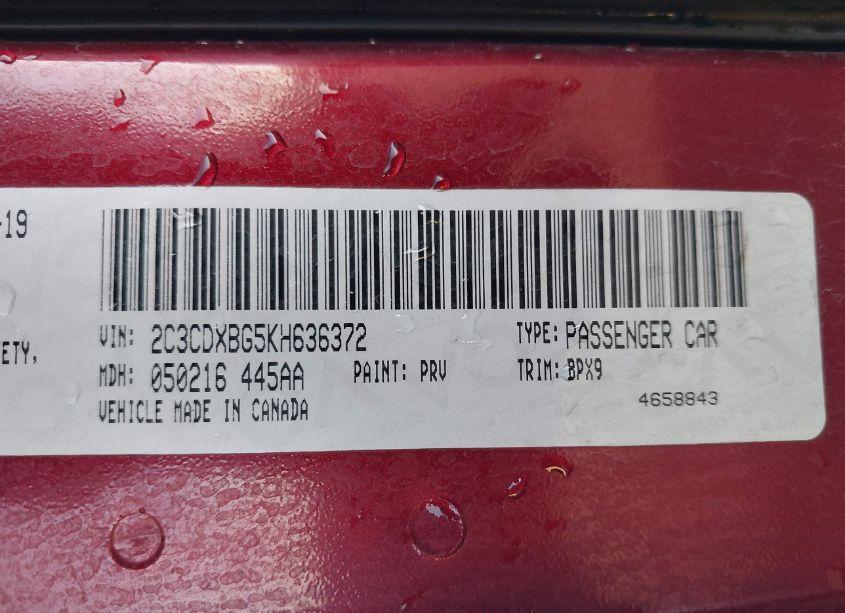 -19
VIN: 2C3CDXBG5KH636372 TYPE: PASSENGER CAR
ETY,
MDH: 050216 445AA PAINT: PRV TRIM: BPX9
VEHICLE MADE IN CANADA 4658843